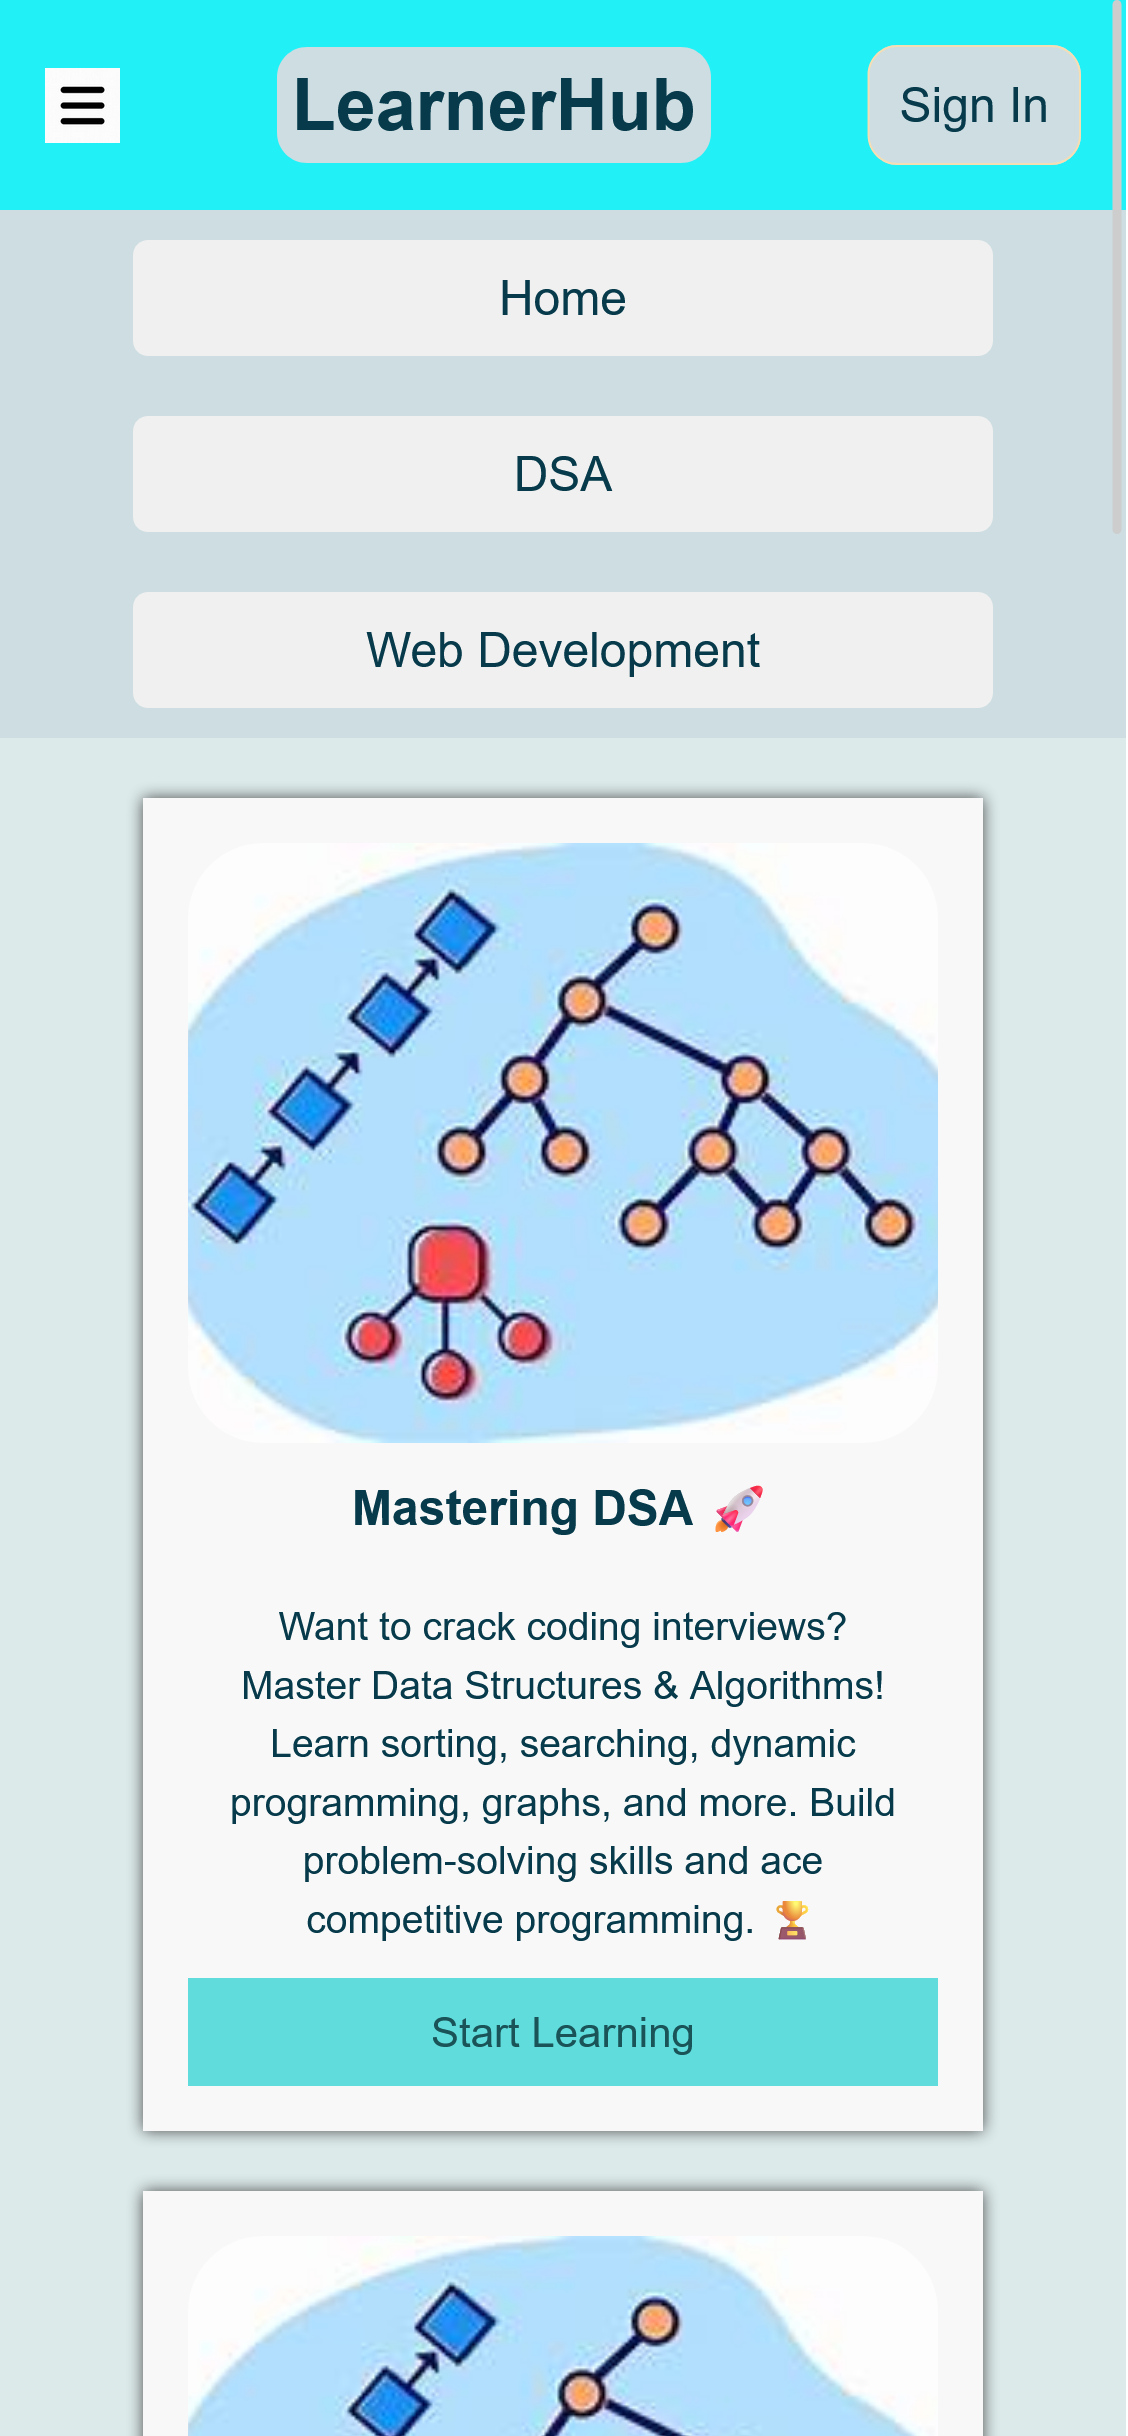 LearnerHub
Sign In
Home
DSA
Web Development
Mastering DSA 🚀
Want to crack coding interviews?
Master Data Structures & Algorithms!
Learn sorting, searching, dynamic
programming, graphs, and more. Build
problem-solving skills and ace
competitive programming. 🏆
Start Learning